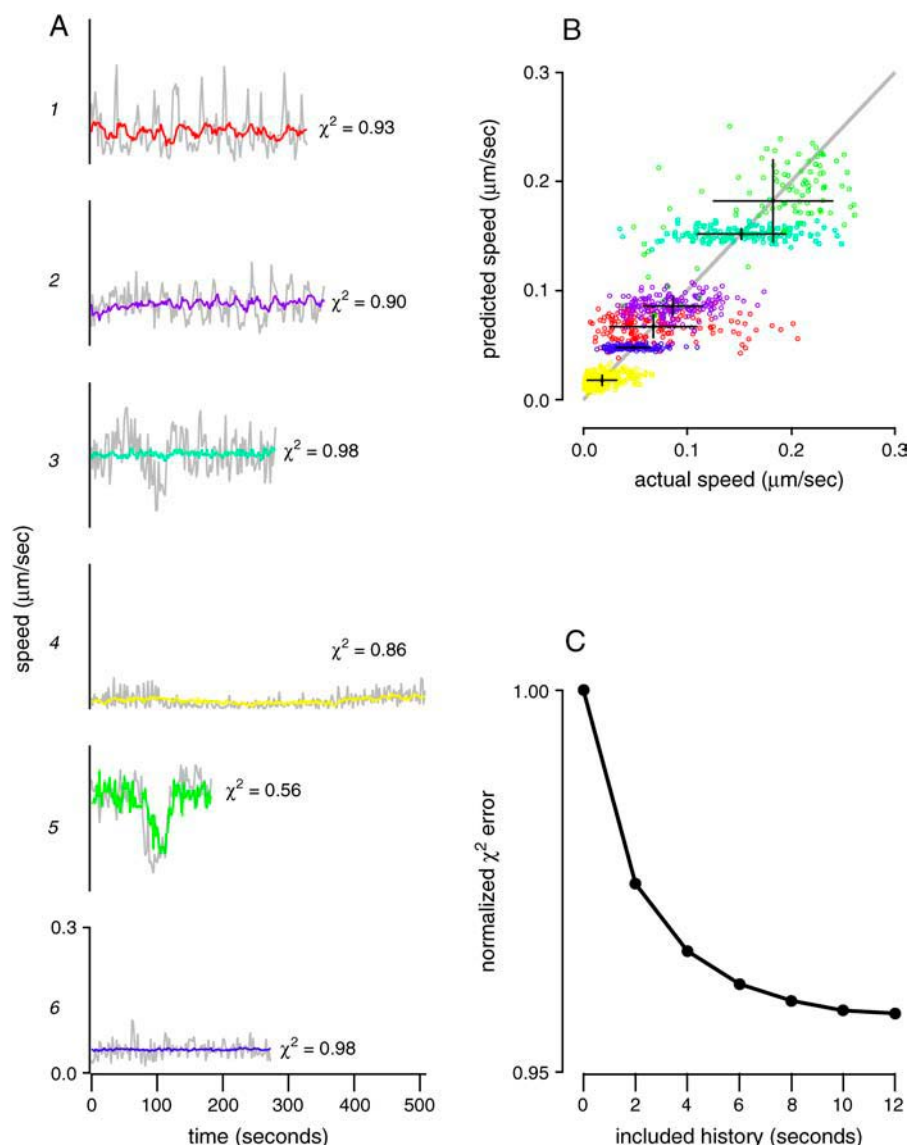 A
1
χ² = 0.93
2
χ² = 0.90
3
χ² = 0.98
speed (μm/sec)
4
χ² = 0.86
5
χ² = 0.56
0.3
6
χ² = 0.98
0.0
0 100 200 300 400 500
time (seconds)
B
0.3
0.2
0.1
0.0
predicted speed (μm/sec)
0.0 0.1 0.2 0.3
actual speed (μm/sec)
C
1.00
normalized χ² error
0.95
0 2 4 6 8 10 12
included history (seconds)